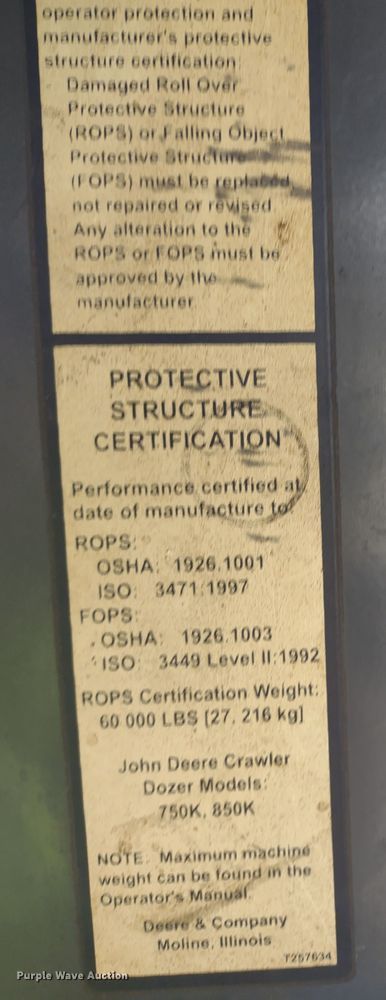 operator protection and
manufacturer's protective
structure certification:
- Damaged Roll Over
Protective Structure
(ROPS) or Falling Object
Protective Structure
(FOPS) must be replaced,
not repaired or revised.
Any alteration to the
ROPS or FOPS must be
approved by the
manufacturer.
PROTECTIVE
STRUCTURE
CERTIFICATION
Performance certified at
date of manufacture to:
ROPS:
OSHA: 1926.1001
ISO: 3471:1997
FOPS:
OSHA: 1926.1003
ISO: 3449 Level II:1992
ROPS Certification Weight:
60 000 LBS [27, 216 kg]
John Deere Crawler
Dozer Models:
750K, 850K
NOTE: Maximum machine
weight can be found in the
Operator's Manual.
Deere & Company
Moline, Illinois
T257634
Purple Wave Auction